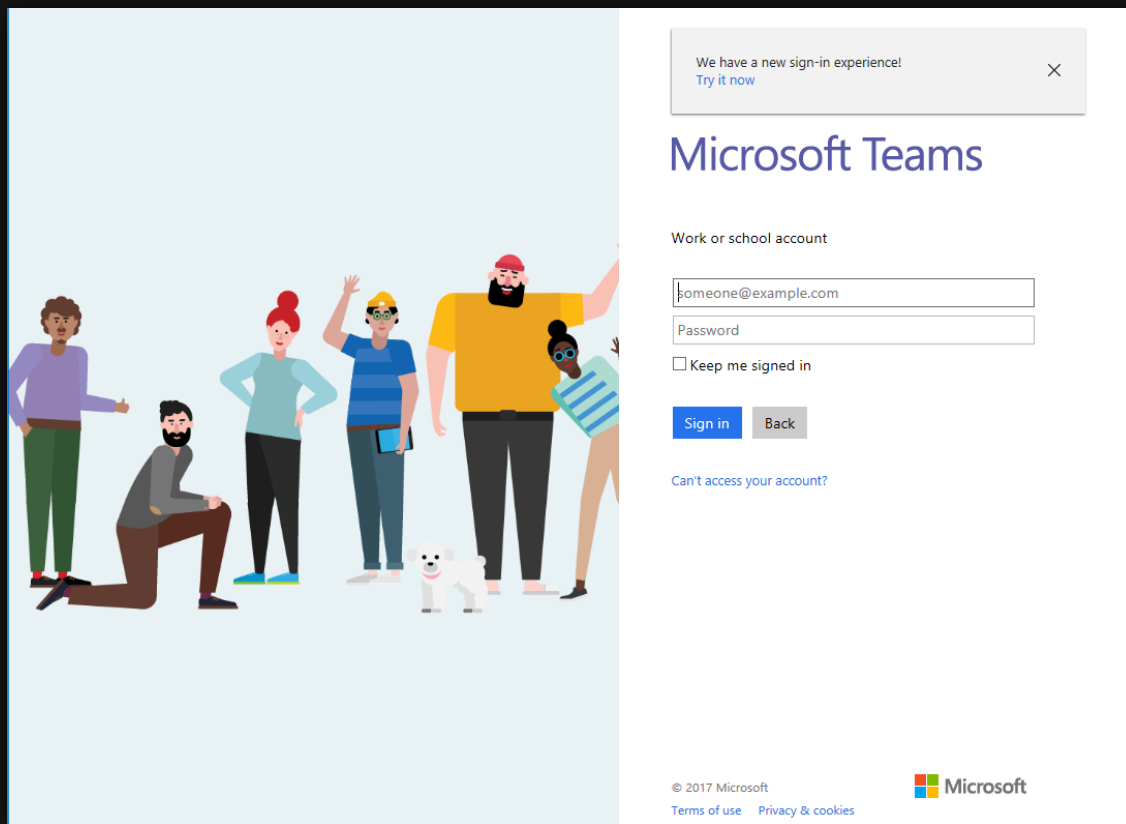 We have a new sign-in experience!
Try it now
Microsoft Teams
Work or school account
someone@example.com
Password
Keep me signed in
Sign in
Back
Can't access your account?
© 2017 Microsoft
Microsoft
Terms of use
Privacy & cookies